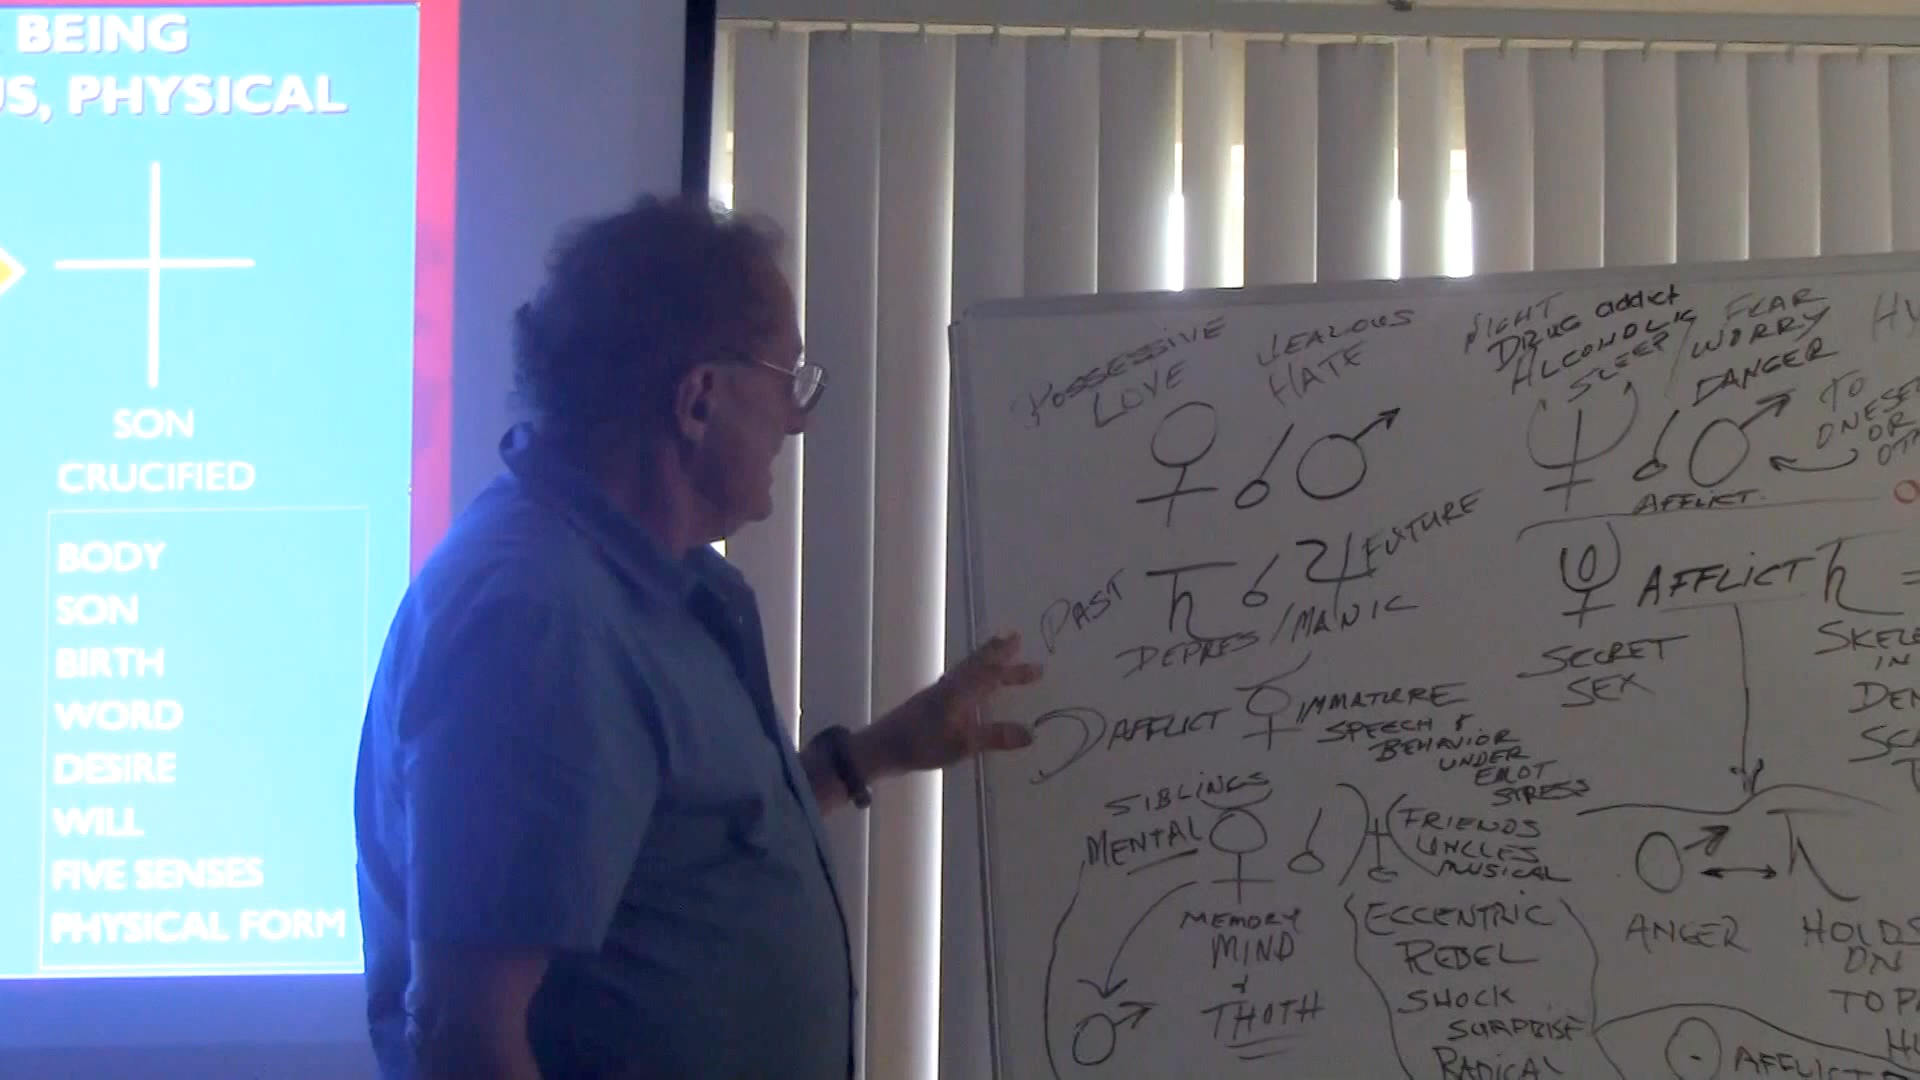 BEING
US, PHYSICAL
SON
CRUCIFIED
BODY
SON
BIRTH
WORD
DESIRE
WILL
FIVE SENSES
PHYSICAL FORM
POSSESSIVE
LOVE
JEALOUS
HATE
♀ ☌ ♂
PAST ♄ ☌ ♃ FUTURE
DEPRES / MANIC
☽ AFFLICT ☿ IMMATURE
SPEECH &
BEHAVIOR
UNDER
EMOT
STRESS
SIBLINGS
MENTAL ☿ ☌ ♅ FRIENDS
UNCLES
MUSICAL
MEMORY
MIND
THOTH
♂
ECCENTRIC
REBEL
SHOCK
SURPRISE
RADICAL
DRUG addict
ALCOHOLIC
SLEEP
FEAR
WORRY
DANGER
♆ ☌ ♂
TO
OR
AFFLICT
AFFLICT ♄ =
SECRET
SEX
IN
♂ ↔ ♄
ANGER
HOLDS
ON
☉ AFFLICT